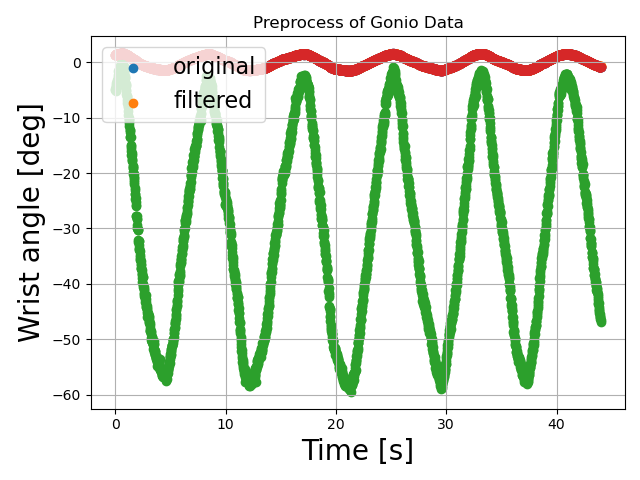 Preprocess of Gonio Data
original
filtered
Wrist angle [deg]
0
−10
−20
−30
−40
−50
−60
0 10 20 30 40
Time [s]